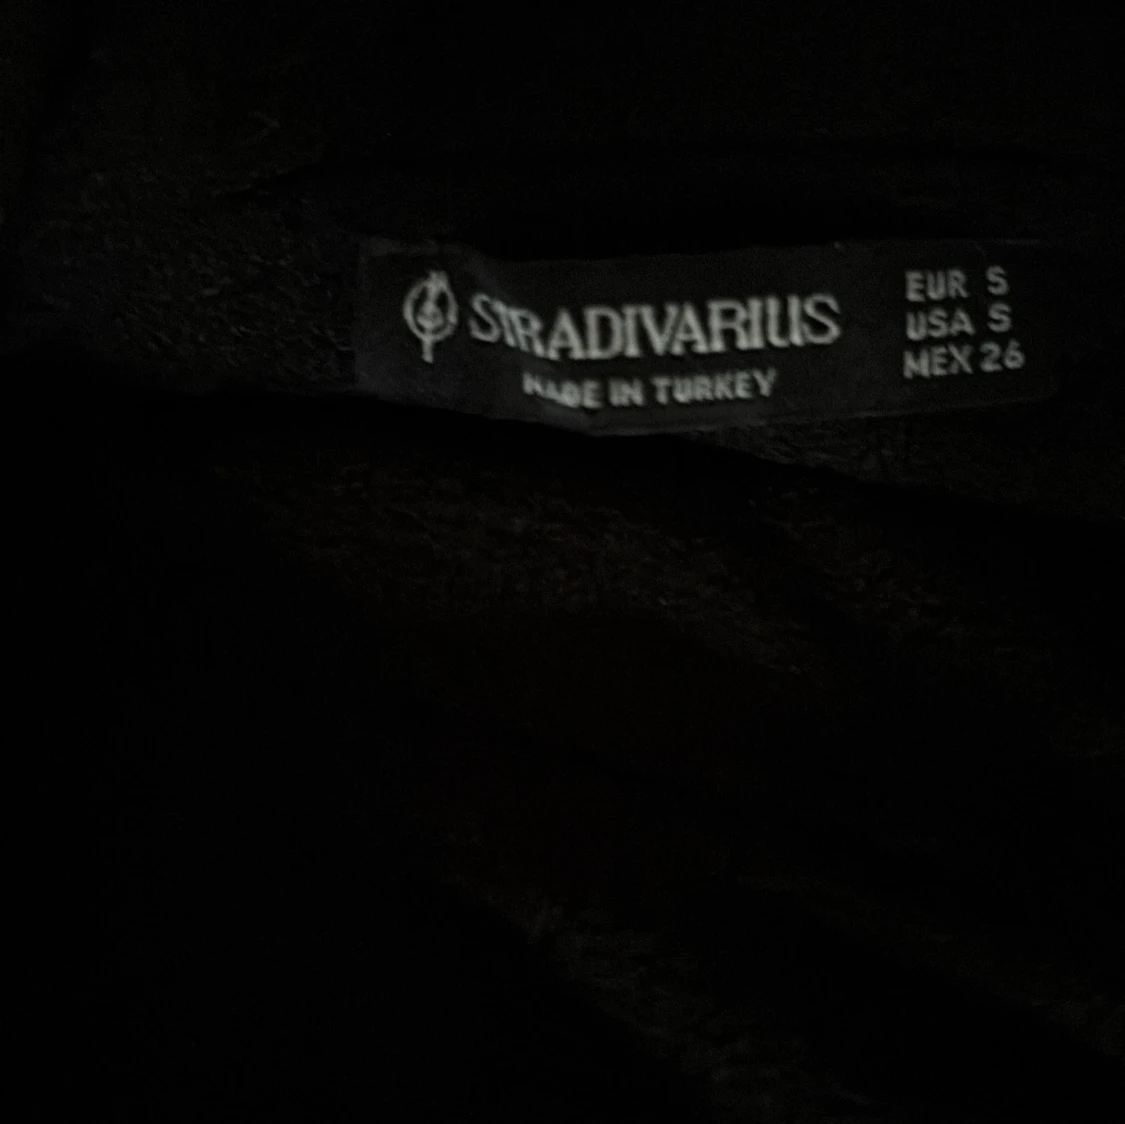 STRADIVARIUS
MADE IN TURKEY
EUR S
USA S
MEX 26